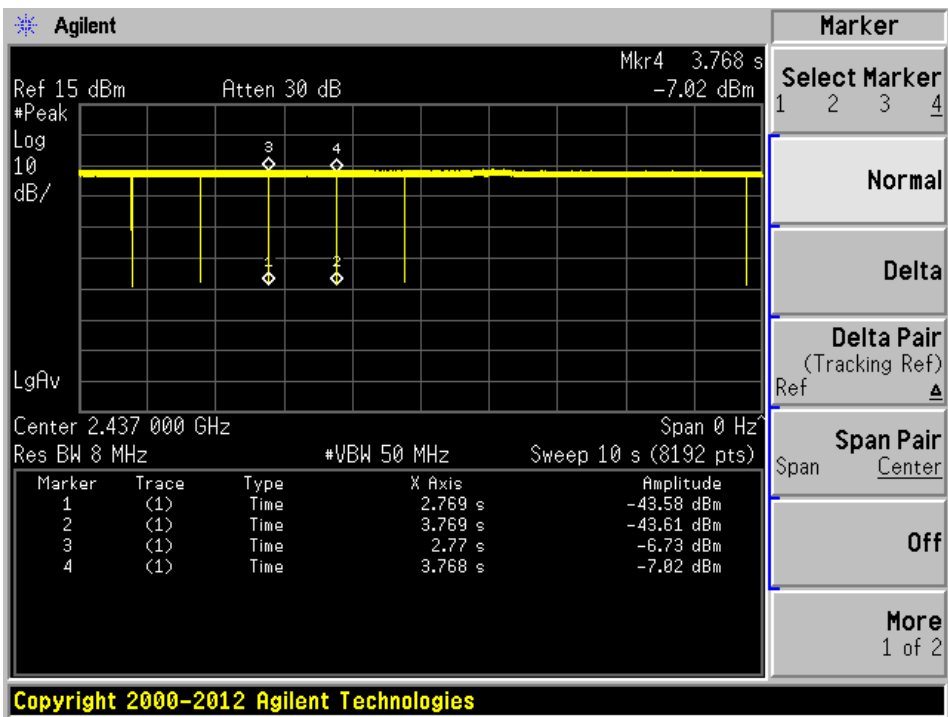 Agilent
Marker
Mkr4 3.768 s
Ref 15 dBm Atten 30 dB -7.02 dBm
#Peak
Log
10
dB/
3 4
1 2
LgAv
Center 2.437 000 GHz Span 0 Hz^
Res BW 8 MHz #VBW 50 MHz Sweep 10 s (8192 pts)
Marker Trace Type X Axis Amplitude
1 (1) Time 2.769 s -43.58 dBm
2 (1) Time 3.769 s -43.61 dBm
3 (1) Time 2.77 s -6.73 dBm
4 (1) Time 3.768 s -7.02 dBm
Select Marker
1 2 3 4
Normal
Delta
Delta Pair
(Tracking Ref)
Ref Δ
Span Pair
Span Center
Off
More
1 of 2
Copyright 2000-2012 Agilent Technologies